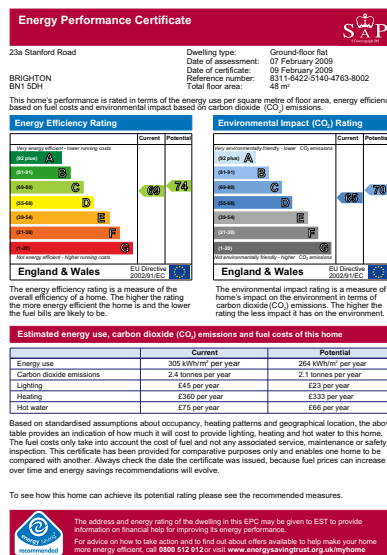 Energy Performance Certificate
SAP
23a Stanford Road
BRIGHTON
BN1 5DH
Dwelling type: Ground-floor flat
Date of assessment: 07 February 2009
Date of certificate: 09 February 2009
Reference number: 8311-6422-5140-4763-8002
Total floor area: 48 m²
This home's performance is rated in terms of the energy use per square metre of floor area, energy efficienc
based on fuel costs and environmental impact based on carbon dioxide (CO₂) emissions.
Energy Efficiency Rating
Current Potential
Very energy efficient - lower running costs
(92 plus) A
(81-91) B
(69-80) C
(55-68) D
(39-54) E
(21-38) F
(1-20) G
69 74
Not energy efficient - higher running costs
England & Wales
EU Directive
2002/91/EC
The energy efficiency rating is a measure of the
overall efficiency of a home. The higher the rating
the more energy efficient the home is and the lower
the fuel bills are likely to be.
Environmental Impact (CO₂) Rating
Current Potential
Very environmentally friendly - lower CO₂ emissions
(92 plus) A
(81-91) B
(69-80) C
(55-68) D
(39-54) E
(21-38) F
(1-20) G
65 70
Not environmentally friendly - higher CO₂ emissions
England & Wales
EU Directive
2002/91/EC
The environmental impact rating is a measure of
home's impact on the environment in terms of
carbon dioxide (CO₂) emissions. The higher the
rating the less impact it has on the environment.
Estimated energy use, carbon dioxide (CO₂) emissions and fuel costs of this home
Current Potential
Energy use 305 kWh/m² per year 264 kWh/m² per year
Carbon dioxide emissions 2.4 tonnes per year 2.1 tonnes per year
Lighting £45 per year £23 per year
Heating £360 per year £333 per year
Hot water £75 per year £66 per year
Based on standardised assumptions about occupancy, heating patterns and geographical location, the abov
table provides an indication of how much it will cost to provide lighting, heating and hot water to this home.
The fuel costs only take into account the cost of fuel and not any associated service, maintenance or safety
inspection. This certificate has been provided for comparative purposes only and enables one home to be
compared with another. Always check the date the certificate was issued, because fuel prices can increase
over time and energy savings recommendations will evolve.
To see how this home can achieve its potential rating please see the recommended measures.
energy saving
recommended
The address and energy rating of the dwelling in this EPC may be given to EST to provide
information on financial help for improving its energy performance.
For advice on how to take action and to find out about offers available to help make your home
more energy efficient, call 0800 512 012 or visit www.energysavingtrust.org.uk/myhome